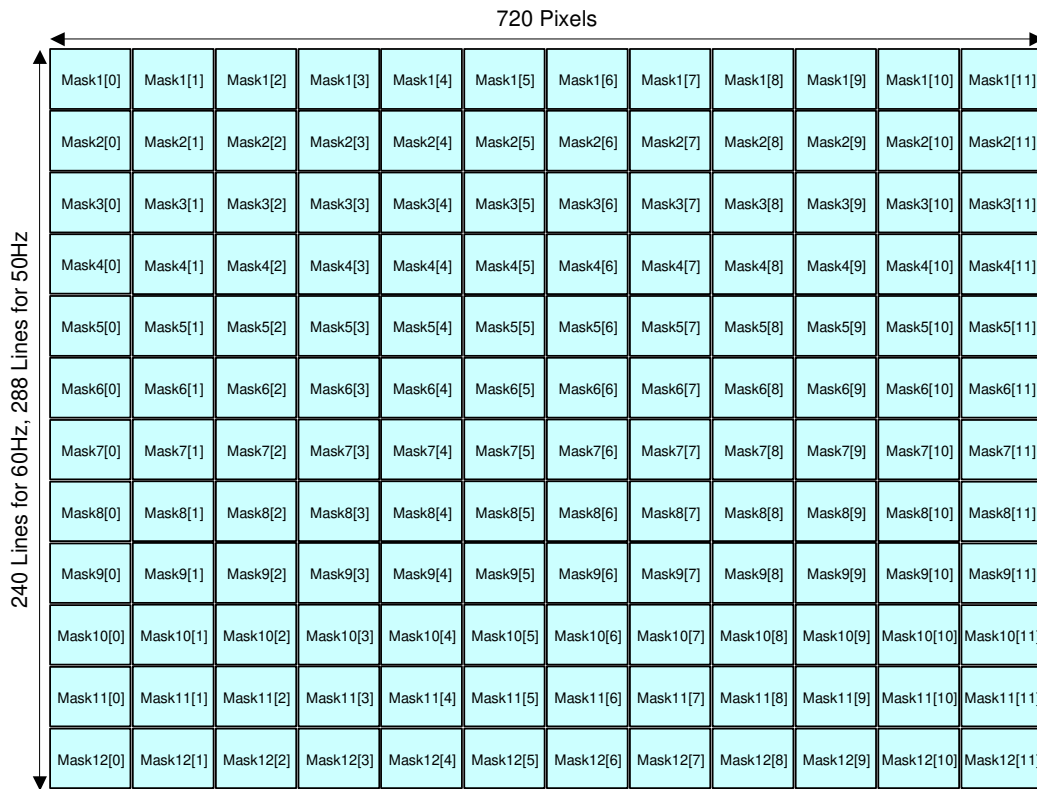 720 Pixels
240 Lines for 60Hz, 288 Lines for 50Hz
Mask1[0] Mask1[1] Mask1[2] Mask1[3] Mask1[4] Mask1[5] Mask1[6] Mask1[7] Mask1[8] Mask1[9] Mask1[10] Mask1[11]
Mask2[0] Mask2[1] Mask2[2] Mask2[3] Mask2[4] Mask2[5] Mask2[6] Mask2[7] Mask2[8] Mask2[9] Mask2[10] Mask2[11]
Mask3[0] Mask3[1] Mask3[2] Mask3[3] Mask3[4] Mask3[5] Mask3[6] Mask3[7] Mask3[8] Mask3[9] Mask3[10] Mask3[11]
Mask4[0] Mask4[1] Mask4[2] Mask4[3] Mask4[4] Mask4[5] Mask4[6] Mask4[7] Mask4[8] Mask4[9] Mask4[10] Mask4[11]
Mask5[0] Mask5[1] Mask5[2] Mask5[3] Mask5[4] Mask5[5] Mask5[6] Mask5[7] Mask5[8] Mask5[9] Mask5[10] Mask5[11]
Mask6[0] Mask6[1] Mask6[2] Mask6[3] Mask6[4] Mask6[5] Mask6[6] Mask6[7] Mask6[8] Mask6[9] Mask6[10] Mask6[11]
Mask7[0] Mask7[1] Mask7[2] Mask7[3] Mask7[4] Mask7[5] Mask7[6] Mask7[7] Mask7[8] Mask7[9] Mask7[10] Mask7[11]
Mask8[0] Mask8[1] Mask8[2] Mask8[3] Mask8[4] Mask8[5] Mask8[6] Mask8[7] Mask8[8] Mask8[9] Mask8[10] Mask8[11]
Mask9[0] Mask9[1] Mask9[2] Mask9[3] Mask9[4] Mask9[5] Mask9[6] Mask9[7] Mask9[8] Mask9[9] Mask9[10] Mask9[11]
Mask10[0] Mask10[1] Mask10[2] Mask10[3] Mask10[4] Mask10[5] Mask10[6] Mask10[7] Mask10[8] Mask10[9] Mask10[10] Mask10[11]
Mask11[0] Mask11[1] Mask11[2] Mask11[3] Mask11[4] Mask11[5] Mask11[6] Mask11[7] Mask11[8] Mask11[9] Mask11[10] Mask11[11]
Mask12[0] Mask12[1] Mask12[2] Mask12[3] Mask12[4] Mask12[5] Mask12[6] Mask12[7] Mask12[8] Mask12[9] Mask12[10] Mask12[11]